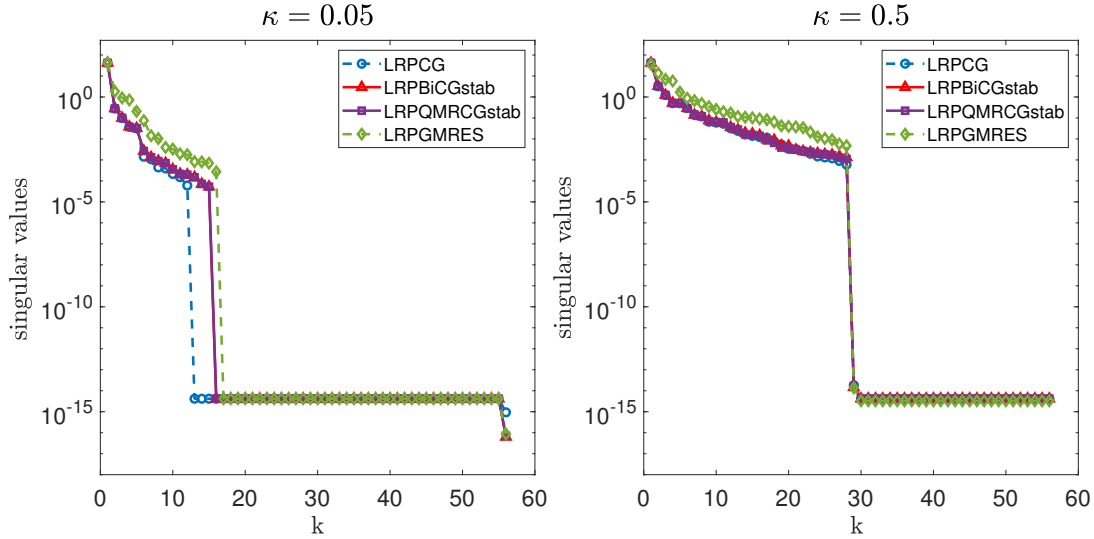 κ = 0.05
LRPCG
LRPBiCGstab
LRPQMRCGstab
LRPGMRES
singular values
10^0
10^-5
10^-10
10^-15
0 10 20 30 40 50 60
k
κ = 0.5
LRPCG
LRPBiCGstab
LRPQMRCGstab
LRPGMRES
singular values
10^0
10^-5
10^-10
10^-15
0 10 20 30 40 50 60
k